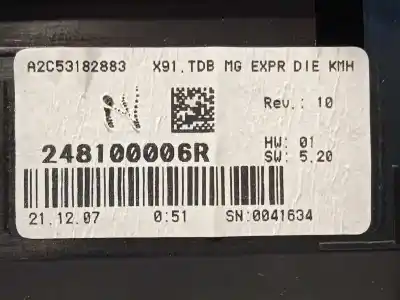 A2C53182883 X91.TDB MG EXPR DIE KMH
Rev.: 10
248100006R
HW: 01
SW: 5.20
21.12.07 0:51 SN:0041634